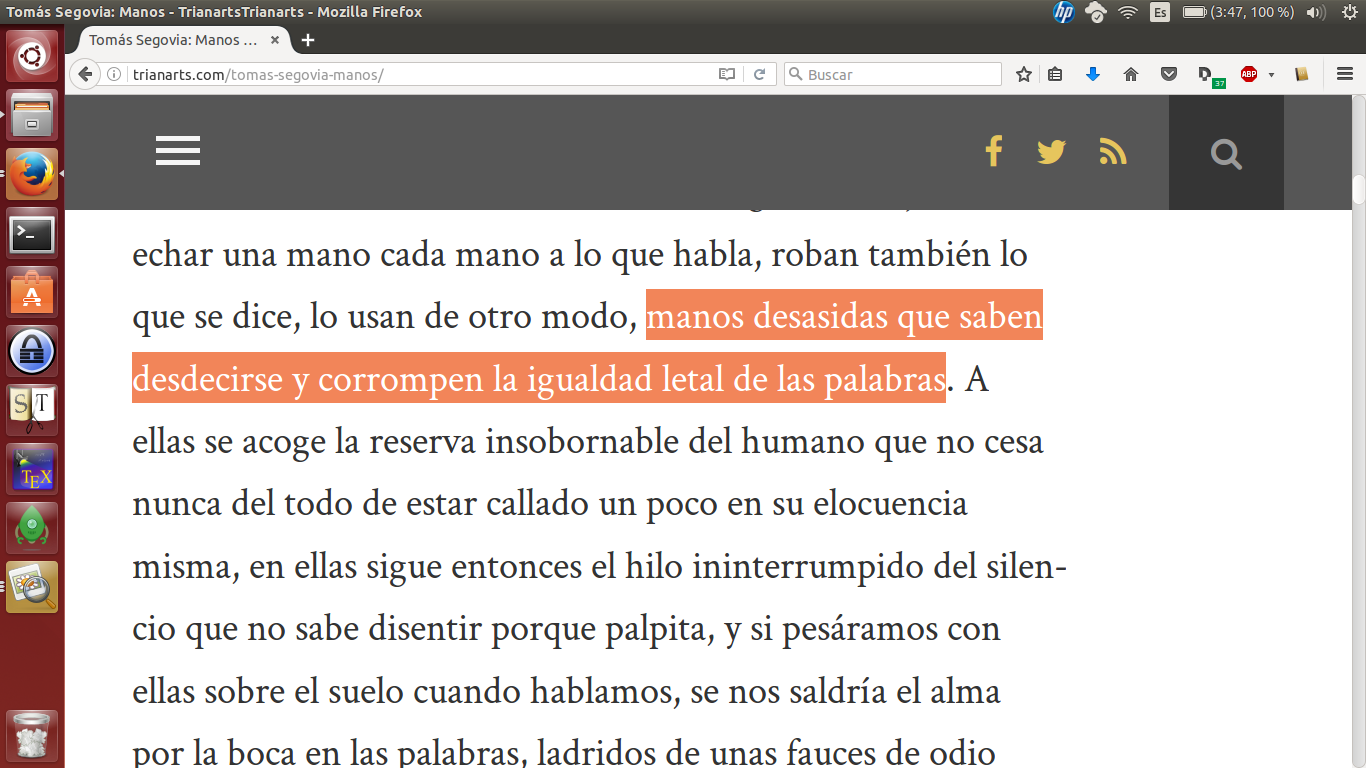 Tomás Segovia: Manos - TrianartsTrianarts - Mozilla Firefox
Es
(3:47, 100 %)
Tomás Segovia: Manos …
trianarts.com/tomas-segovia-manos/
Buscar
37
ABP
echar una mano cada mano a lo que habla, roban también lo
que se dice, lo usan de otro modo, manos desasidas que saben
desdecirse y corrompen la igualdad letal de las palabras. A
ellas se acoge la reserva insobornable del humano que no cesa
nunca del todo de estar callado un poco en su elocuencia
misma, en ellas sigue entonces el hilo ininterrumpido del silen-
cio que no sabe disentir porque palpita, y si pesáramos con
ellas sobre el suelo cuando hablamos, se nos saldría el alma
por la boca en las palabras, ladridos de unas fauces de odio